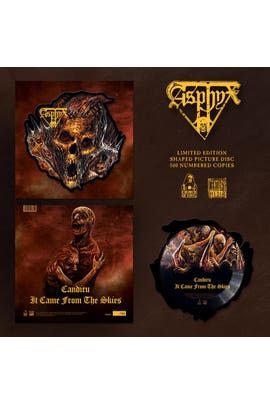 Asphyx
LIMITED EDITION
SHAPED PICTURE DISC
500 NUMBERED COPIES
Candiru
It Came From The Skies
Candiru
It Came From The Skies